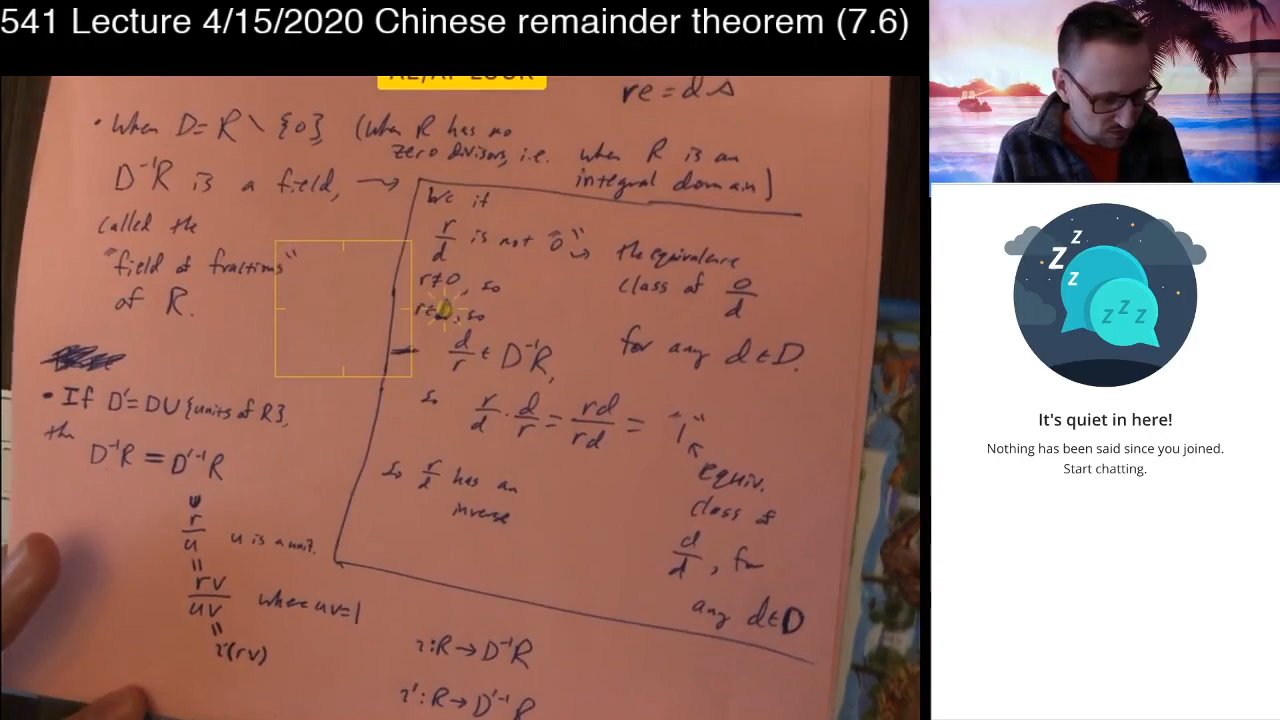 541 Lecture 4/15/2020 Chinese remainder theorem (7.6)
AE/AF LOCK
re = ds
• When D = R \ {0} (when R has no
zero divisors, i.e. when R is an
integral domain)
D⁻¹R is a field, →
called the
"field of fractions"
of R.
b/c if
r/d is not "0" → the equivalence
class of 0/d
for any d∈D.
r≠0, so
r∈D, so
d/r ∈ D⁻¹R,
so r/d · d/r = rd/rd = "1"
equiv.
class of
d/d, for
any d∈D
so r/d has an
inverse
• If D' = D∪{units of R},
then
D⁻¹R = D'⁻¹R
r/u u is a unit.
=
rv/uv where uv=1
=
ι(rv)
ι: R → D⁻¹R
ι': R → D'⁻¹R
Z Z Z
Z Z Z
It's quiet in here!
Nothing has been said since you joined.
Start chatting.